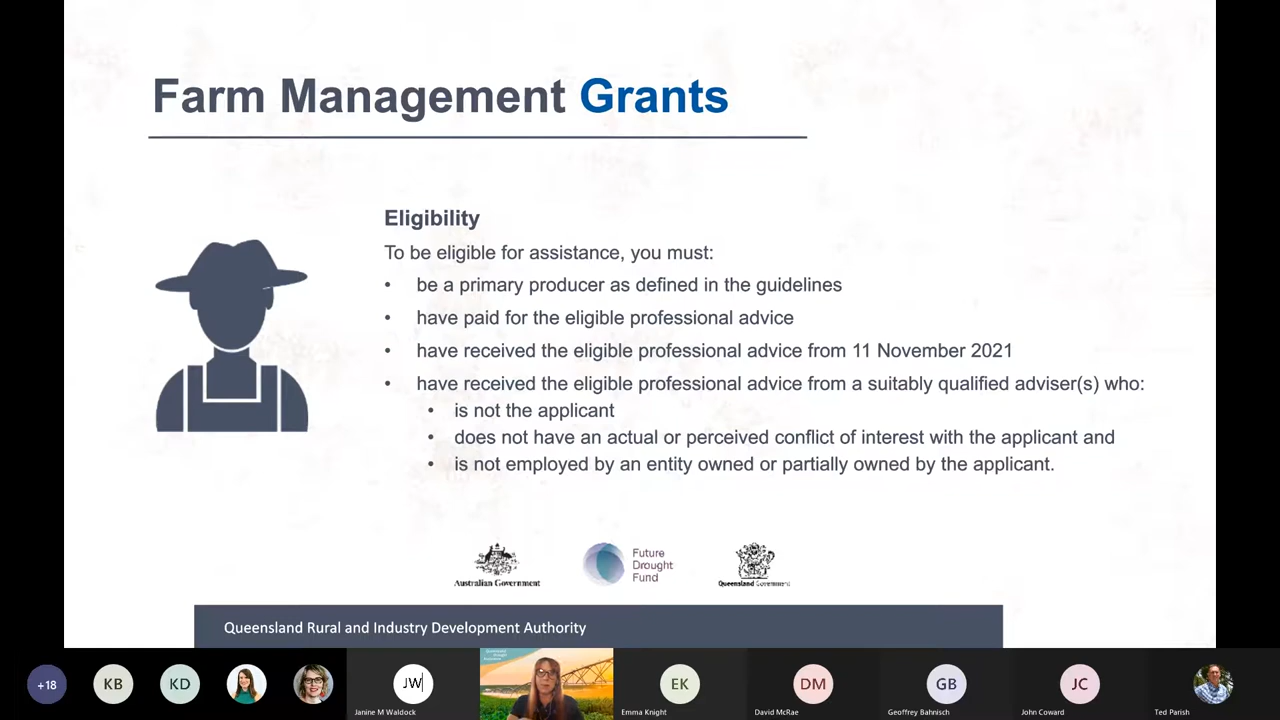 Farm Management Grants
Eligibility
To be eligible for assistance, you must:
• be a primary producer as defined in the guidelines
• have paid for the eligible professional advice
• have received the eligible professional advice from 11 November 2021
• have received the eligible professional advice from a suitably qualified adviser(s) who:
• is not the applicant
• does not have an actual or perceived conflict of interest with the applicant and
• is not employed by an entity owned or partially owned by the applicant.
Australian Government
Future
Drought
Fund
Queensland Government
Queensland Rural and Industry Development Authority
+18
KB
KD
JW
EK
DM
GB
JC
Janine M Waldock
Emma Knight
David McRae
Geoffrey Bahnisch
John Coward
Ted Parish